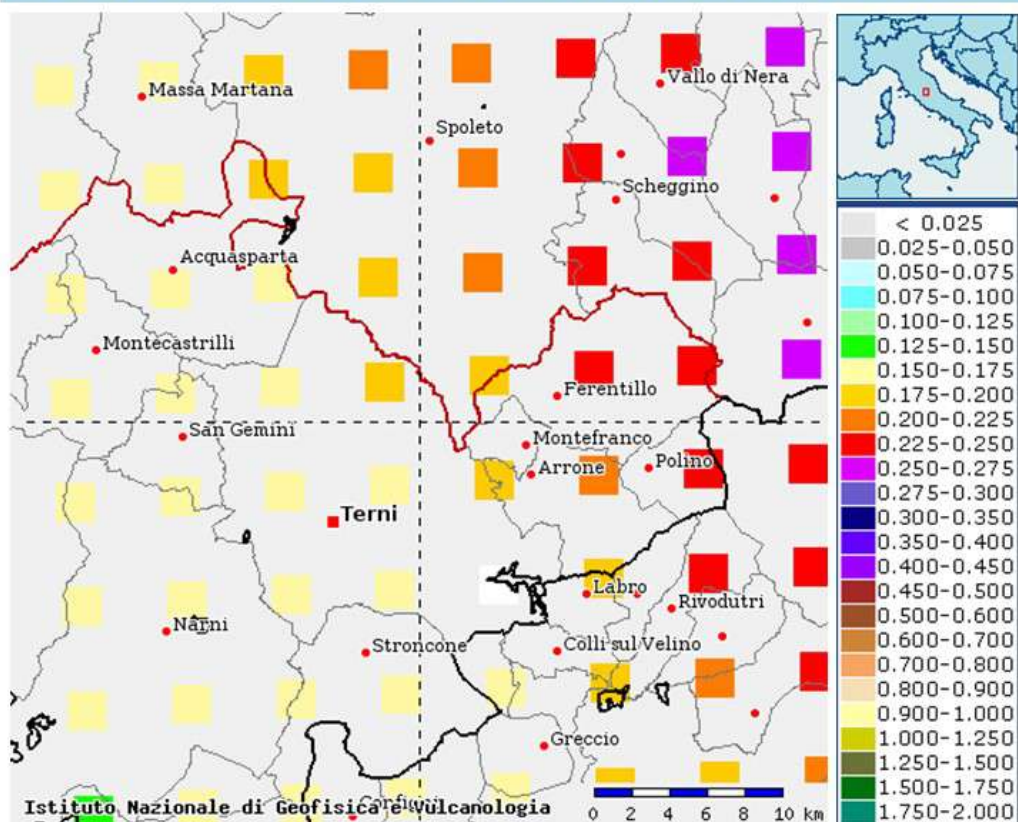 Massa Martana
Vallo di Nera
Spoleto
Scheggino
Acquasparta
Montecastrilli
Ferentillo
San Gemini
Montefranco
Arrone
Polino
Terni
Labro
Rivodutri
Narni
Stroncone
Colli sul Velino
Greccio
Istituto Nazionale di Geofisica e Vulcanologia
0 2 4 6 8 10 km
< 0.025
0.025-0.050
0.050-0.075
0.075-0.100
0.100-0.125
0.125-0.150
0.150-0.175
0.175-0.200
0.200-0.225
0.225-0.250
0.250-0.275
0.275-0.300
0.300-0.350
0.350-0.400
0.400-0.450
0.450-0.500
0.500-0.600
0.600-0.700
0.700-0.800
0.800-0.900
0.900-1.000
1.000-1.250
1.250-1.500
1.500-1.750
1.750-2.000